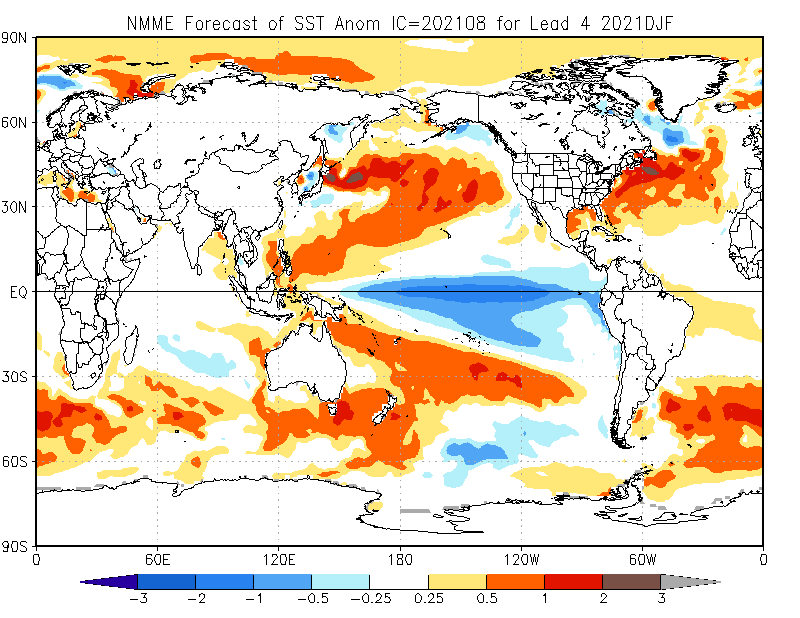 NMME Forecast of SST Anom IC=202108 for Lead 4 2021DJF
90N
60N
30N
EQ
30S
60S
90S
0 60E 120E 180 120W 60W 0
-3 -2 -1 -0.5 -0.25 0.25 0.5 1 2 3